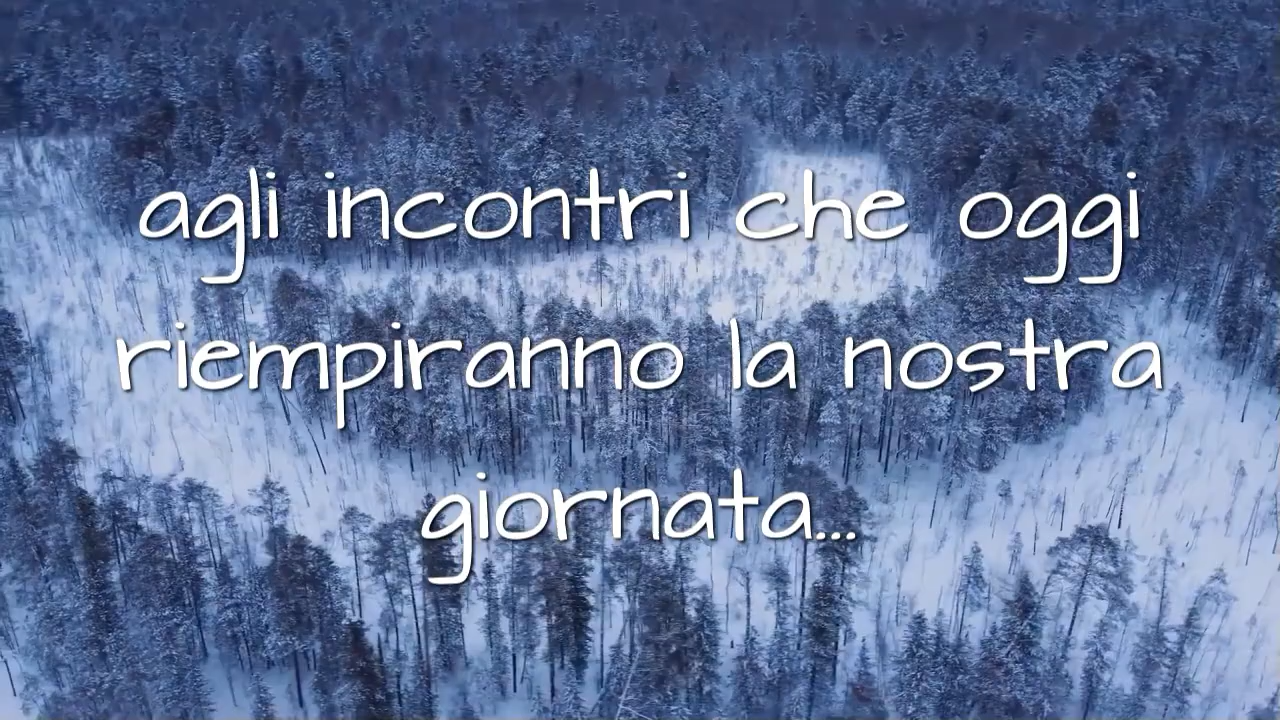 agli incontri che oggi
riempiranno la nostra
giornata...